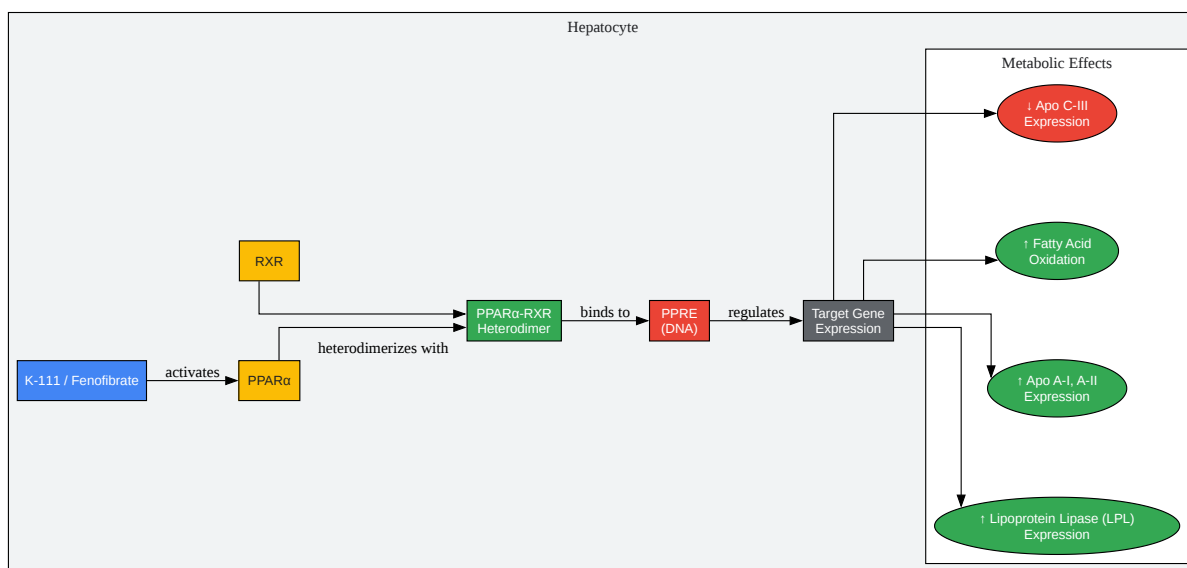 Hepatocyte
Metabolic Effects
↓ Apo C-III
Expression
↑ Fatty Acid
Oxidation
RXR
PPARα-RXR
Heterodimer
binds to
PPRE
(DNA)
regulates
Target Gene
Expression
heterodimerizes with
K-111 / Fenofibrate
activates
PPARα
↑ Apo A-I, A-II
Expression
↑ Lipoprotein Lipase (LPL)
Expression